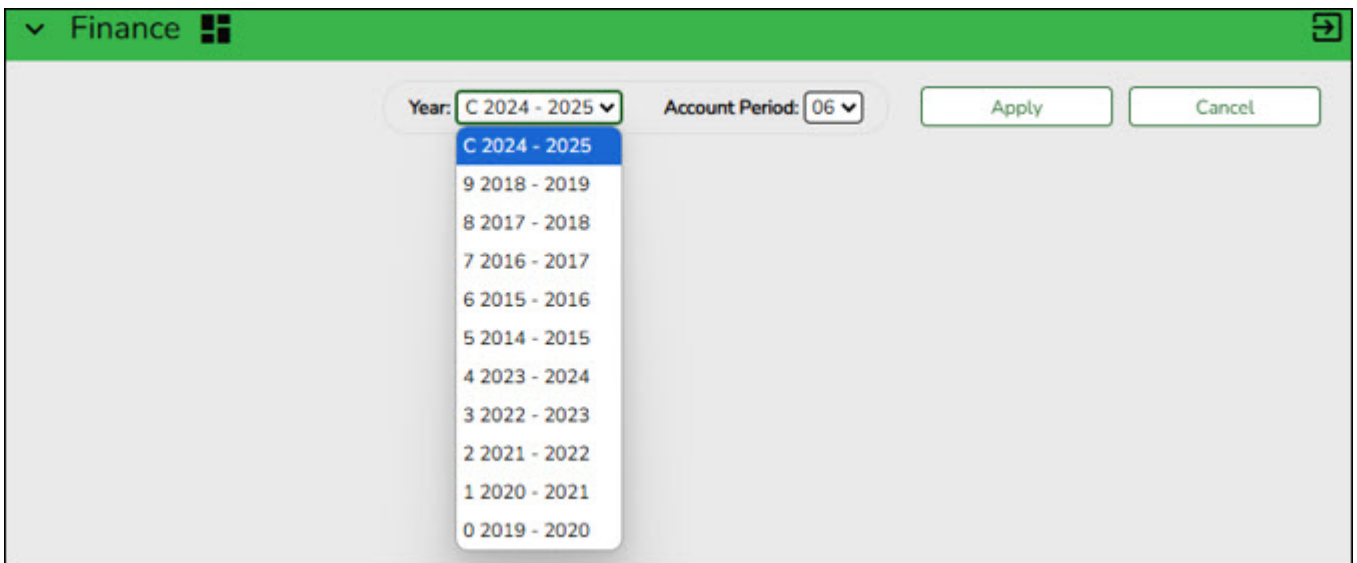 Finance
Year: C 2024 - 2025 Account Period: 06 Apply Cancel
C 2024 - 2025
9 2018 - 2019
8 2017 - 2018
7 2016 - 2017
6 2015 - 2016
5 2014 - 2015
4 2023 - 2024
3 2022 - 2023
2 2021 - 2022
1 2020 - 2021
0 2019 - 2020